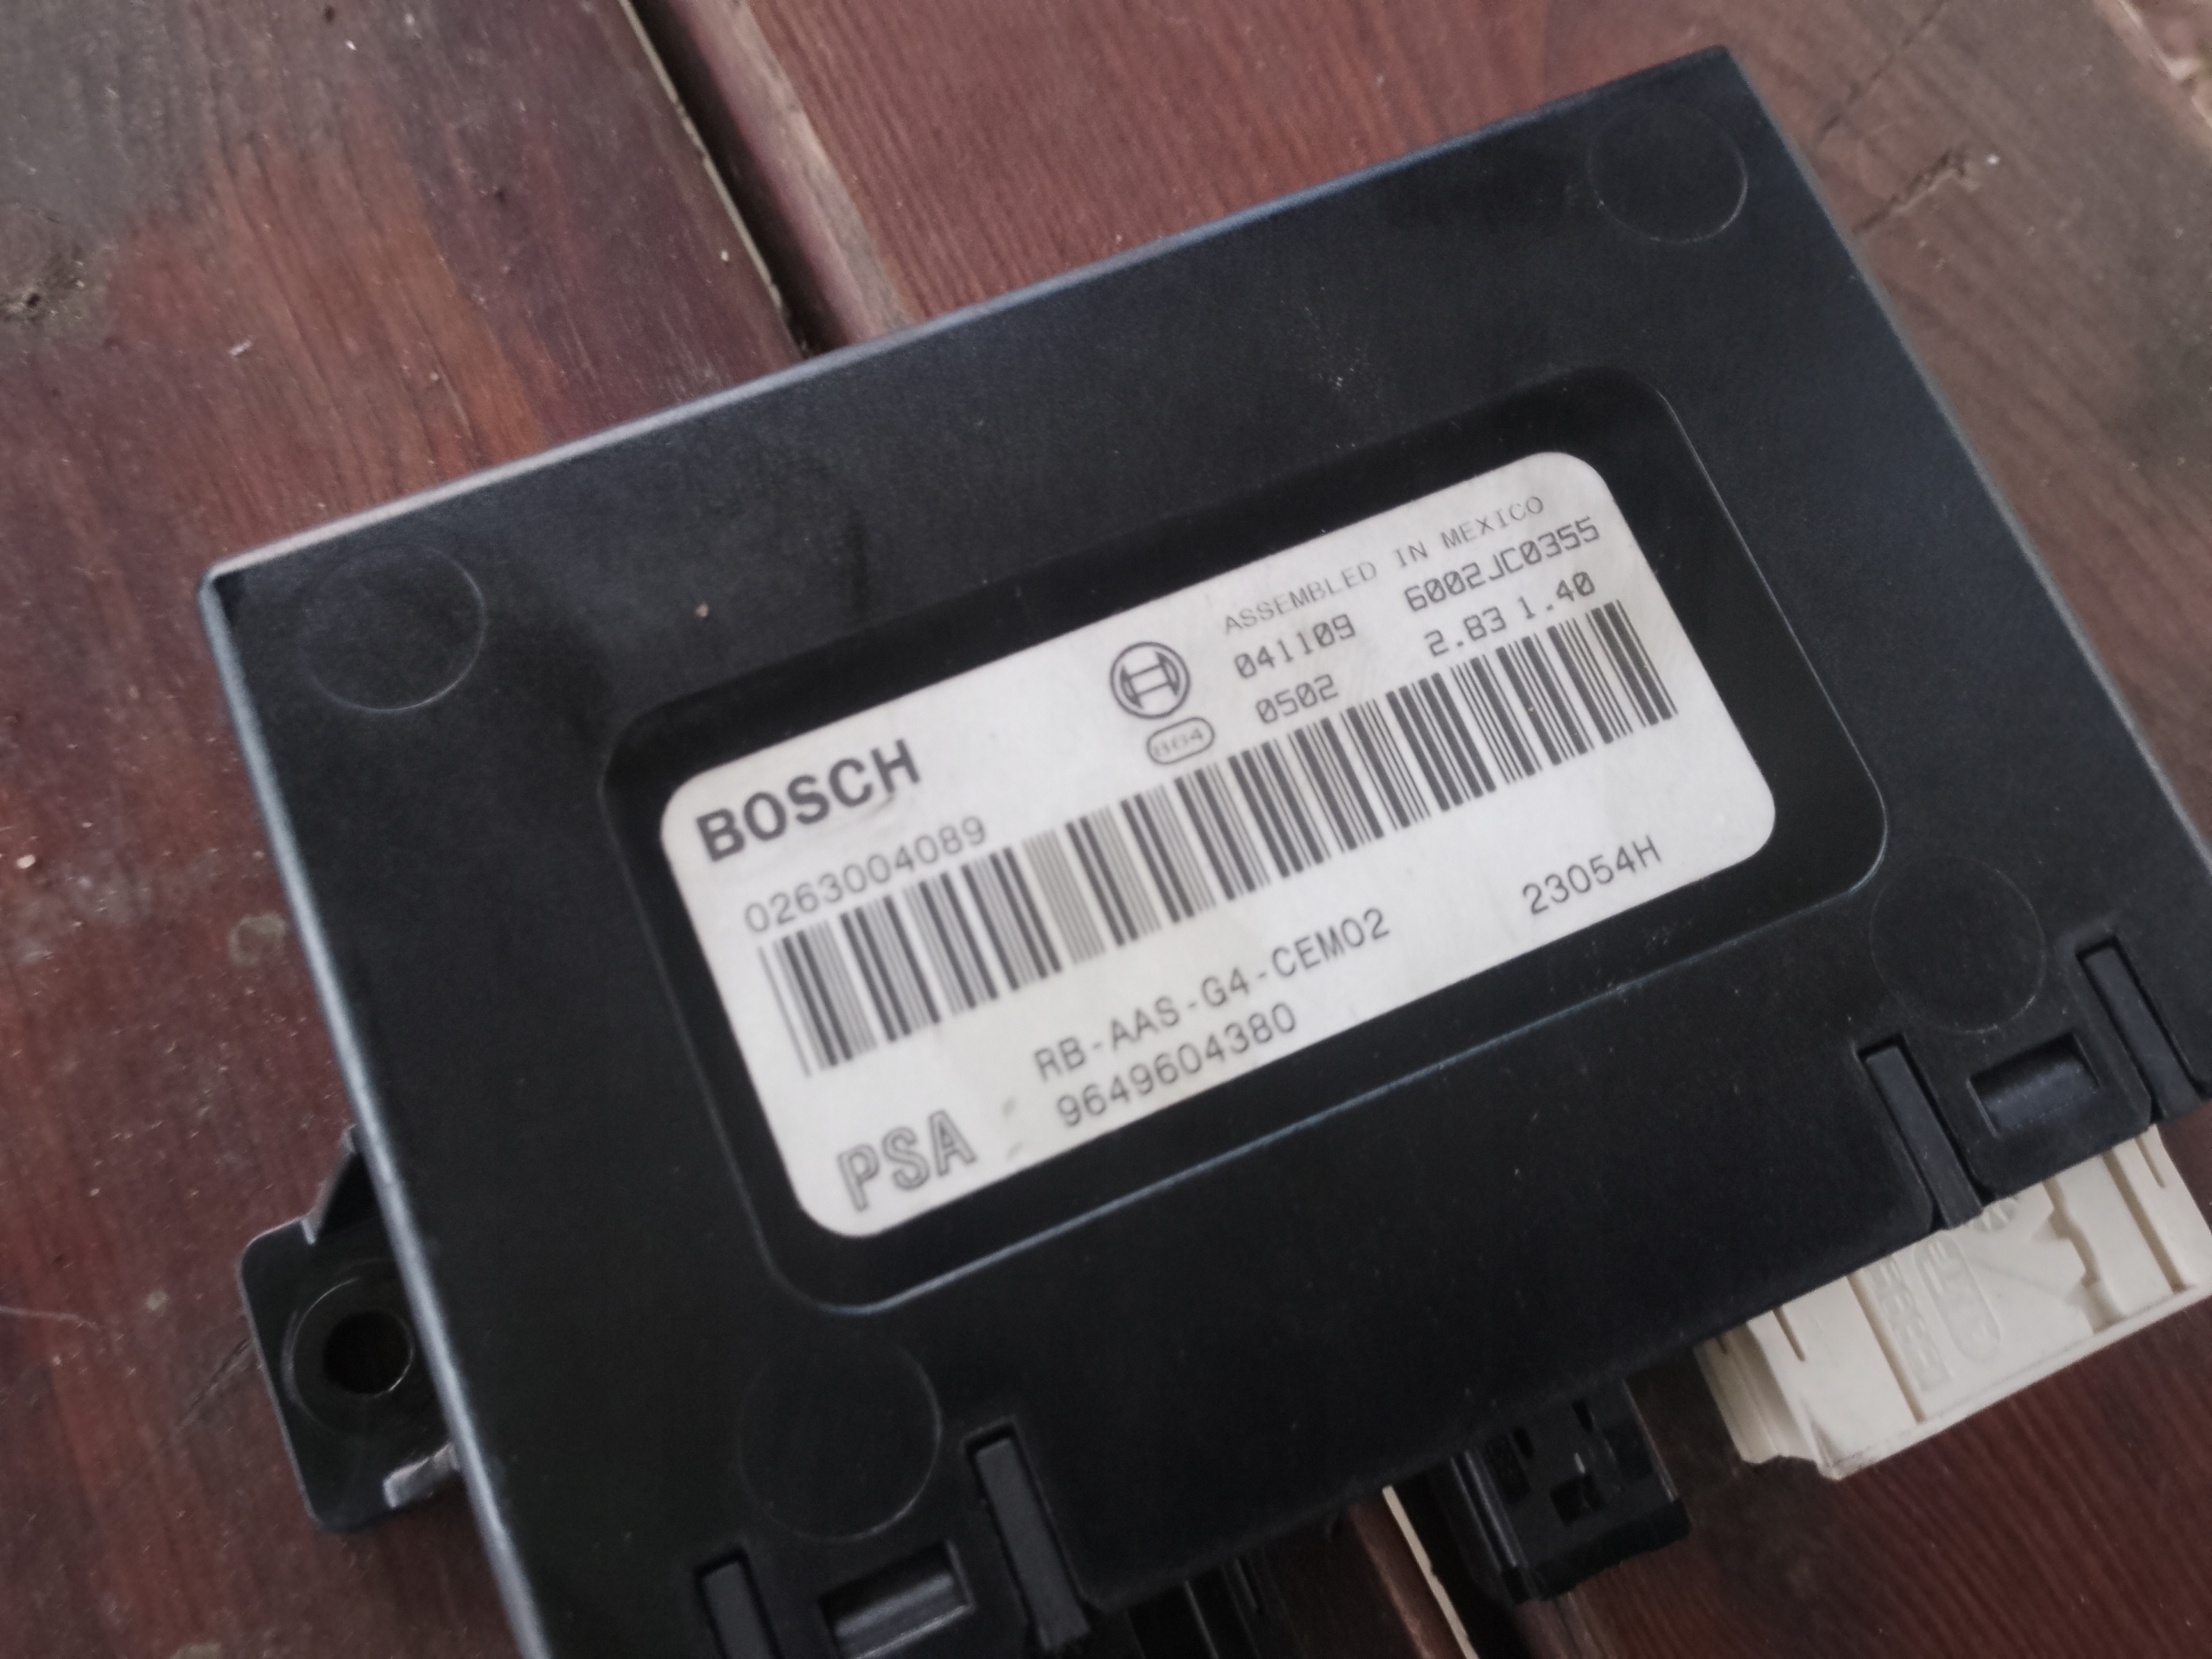 ASSEMBLED IN MEXICO
041109 6002JC0355
0502 2.83 1.40
BOSCH
0263004089
RB-AAS-G4-CEM02 23054H
9649604380
PSA